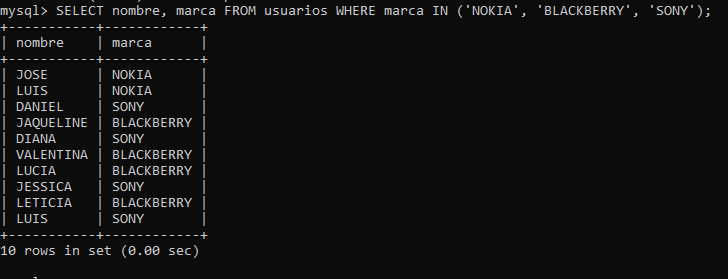 mysql> SELECT nombre, marca FROM usuarios WHERE marca IN ('NOKIA', 'BLACKBERRY', 'SONY');
+-----------+------------+
| nombre    | marca      |
+-----------+------------+
| JOSE      | NOKIA      |
| LUIS      | NOKIA      |
| DANIEL    | SONY       |
| JAQUELINE | BLACKBERRY |
| DIANA     | SONY       |
| VALENTINA | BLACKBERRY |
| LUCIA     | BLACKBERRY |
| JESSICA   | SONY       |
| LETICIA   | BLACKBERRY |
| LUIS      | SONY       |
+-----------+------------+
10 rows in set (0.00 sec)